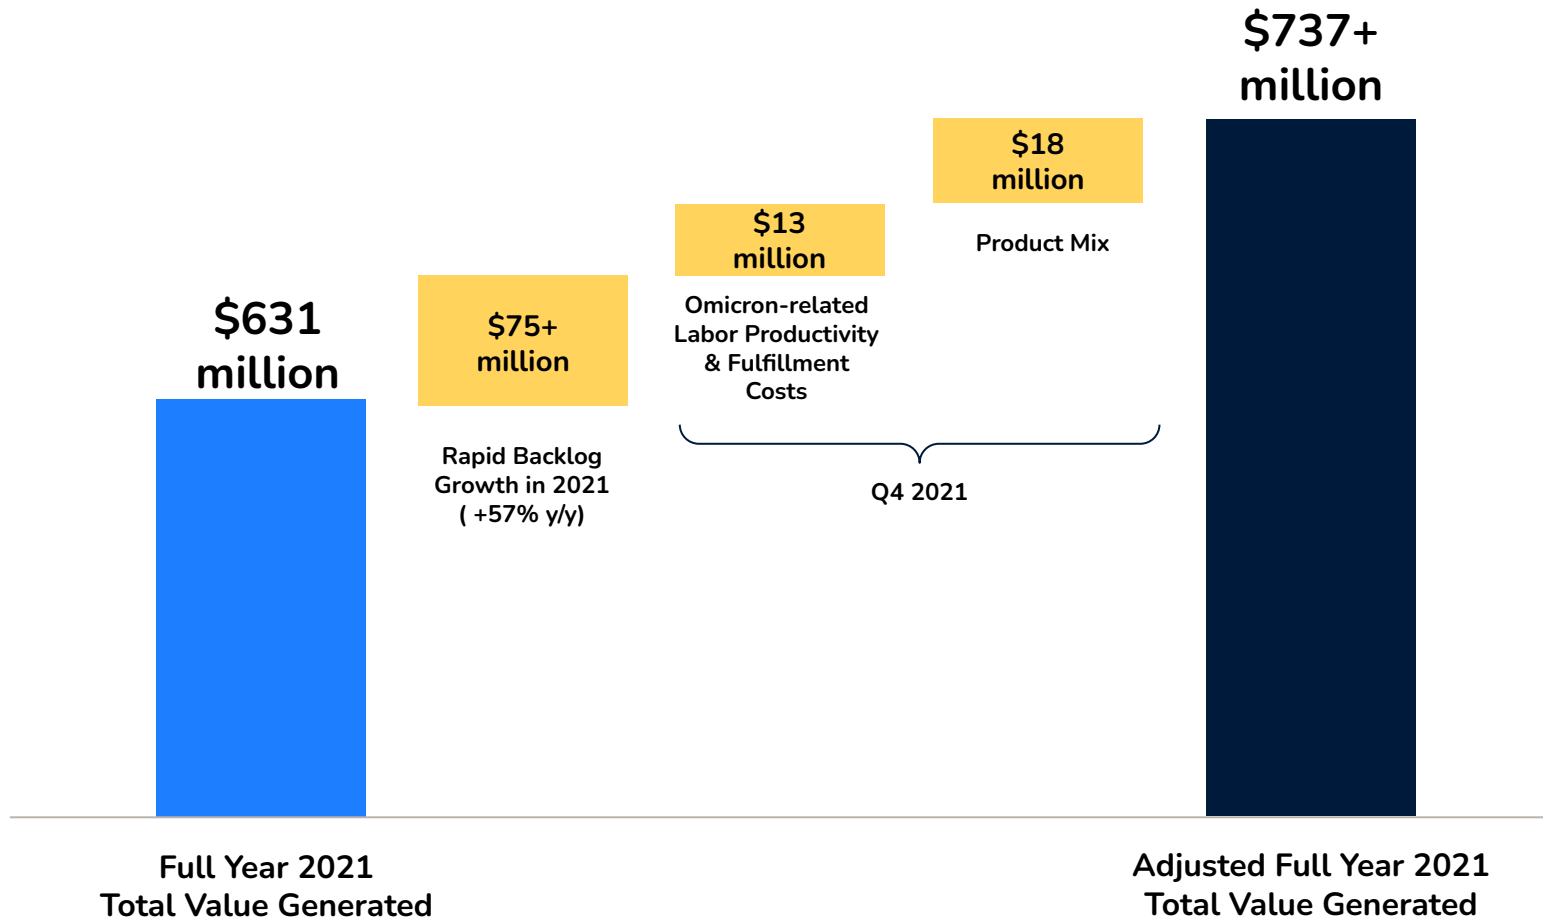 $737+
million
$18
million
Product Mix
$13
million
Omicron-related
Labor Productivity
& Fulfillment
Costs
$75+
million
Rapid Backlog
Growth in 2021
( +57% y/y)
$631
million
Q4 2021
Full Year 2021
Total Value Generated
Adjusted Full Year 2021
Total Value Generated